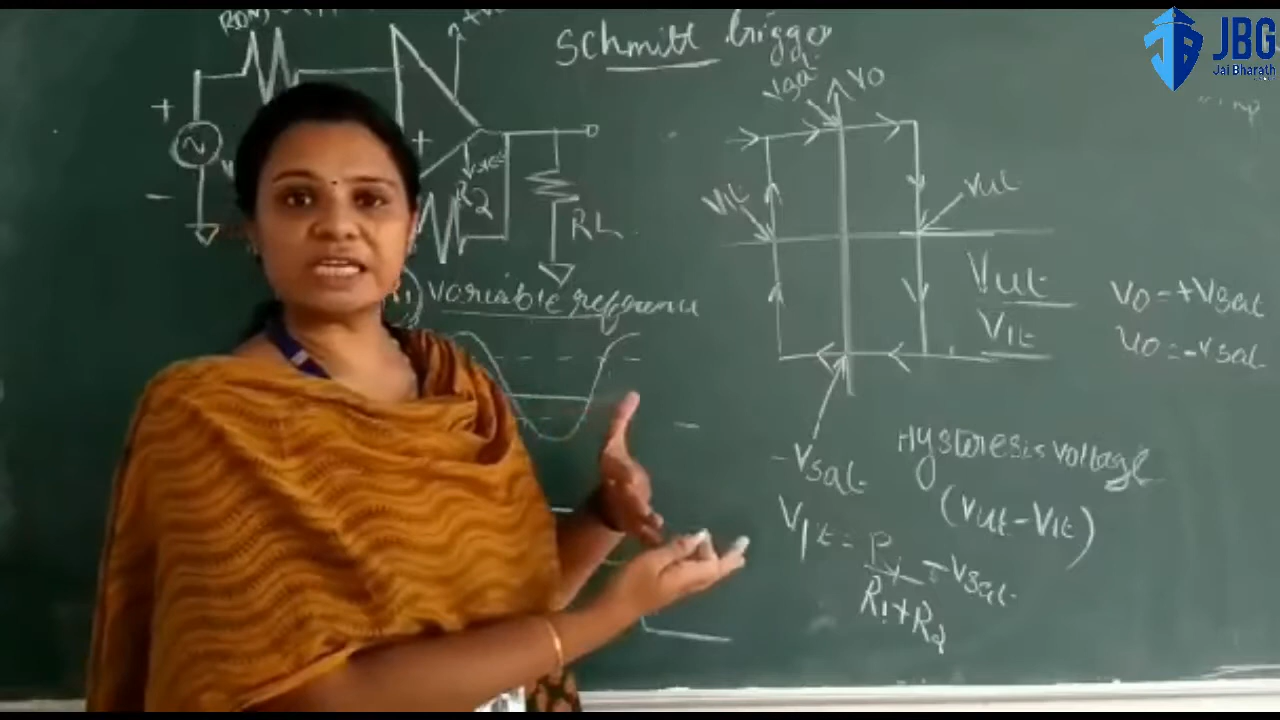 Schmitt trigger
+V
Vsat
Vo
+
+
-
R2
RL
Vlt
Vut
R1) Variable reference
Vut
Vlt
Vo=+Vsat
Vo=-Vsat
-Vsat
Hysteresis voltage
(Vut-Vlt)
Vlt=
-Vsat
R1+R2
JBG
Jai Bharath